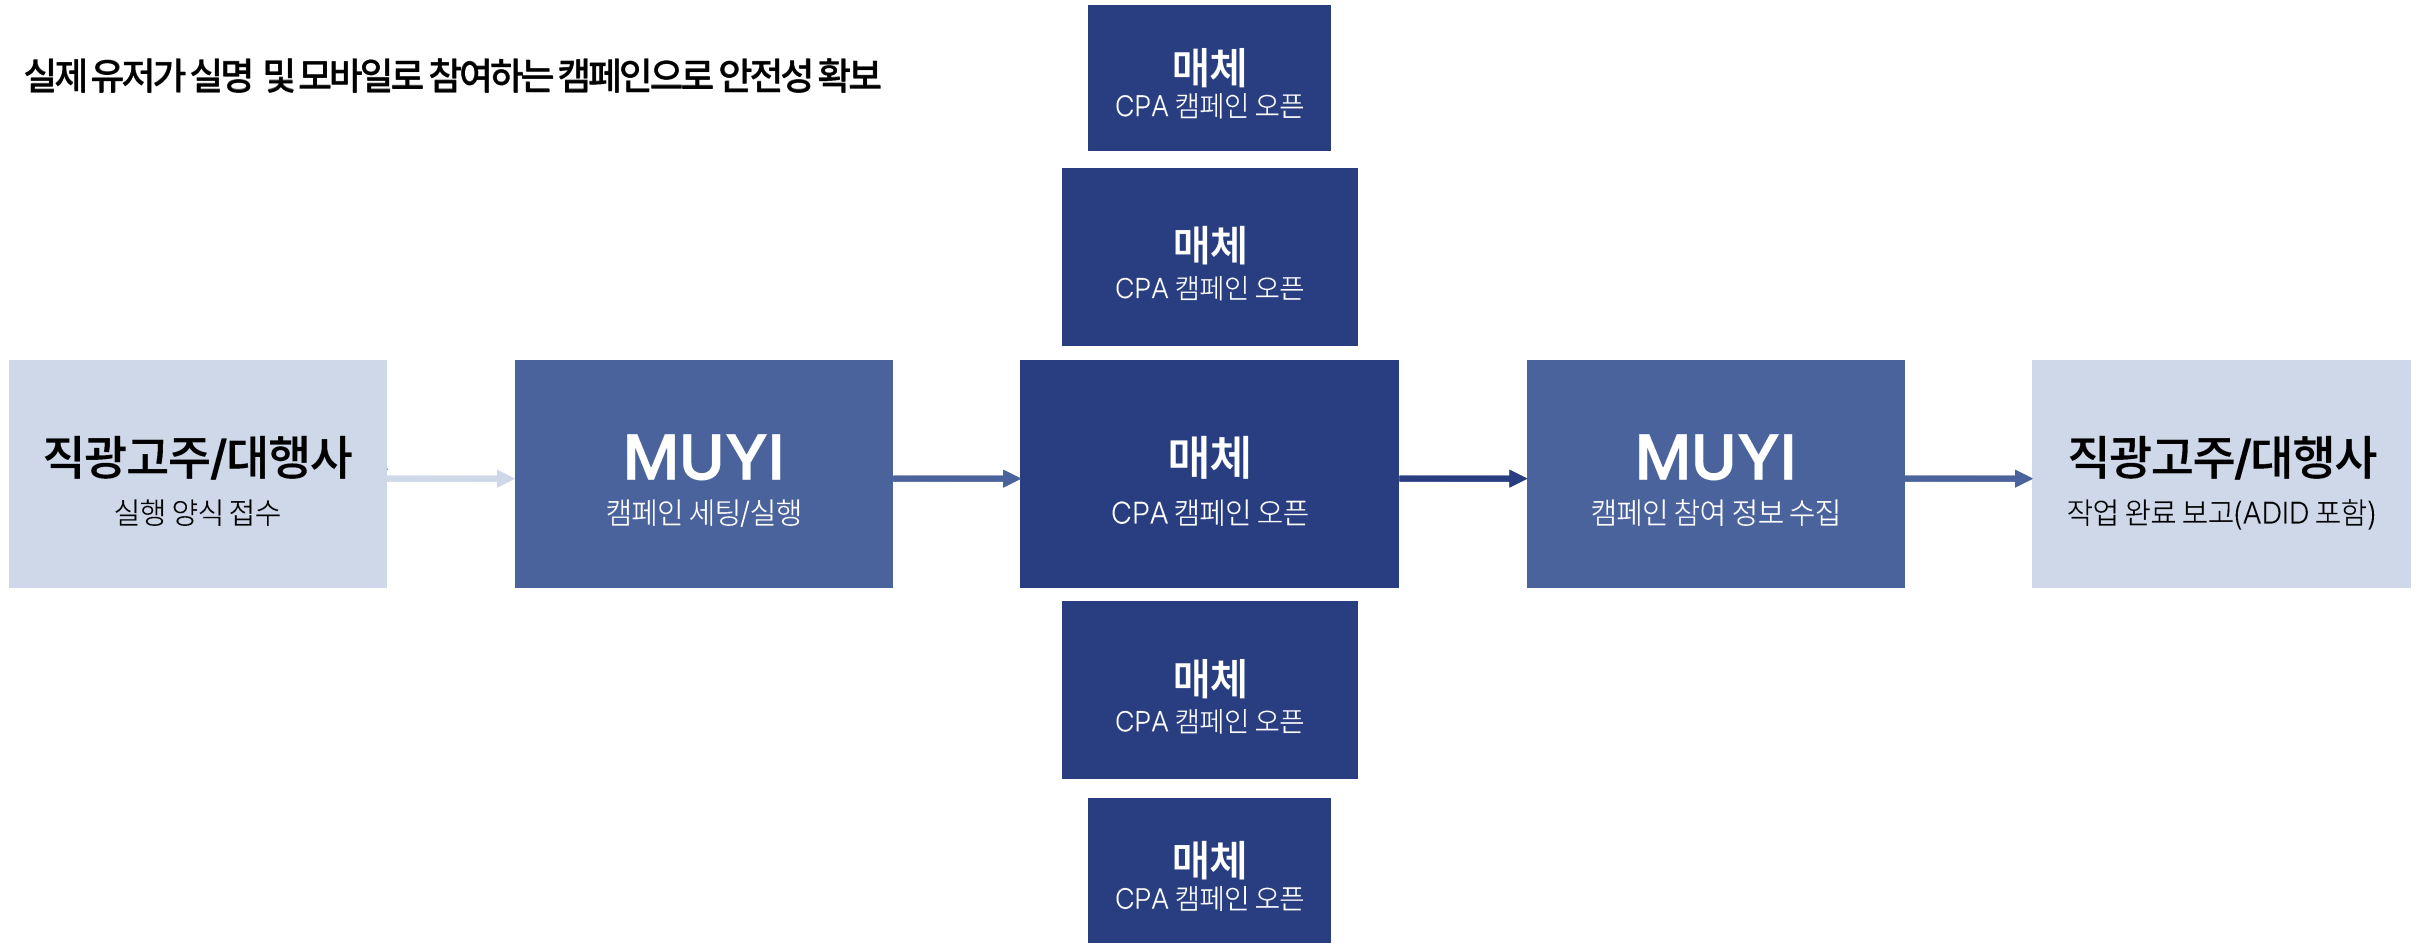 실제 유저가 실명 및 모바일로 참여하는 캠페인으로 안전성 확보
매체
CPA 캠페인 오픈
매체
CPA 캠페인 오픈
직광고주/대행사
실행 양식 접수
MUYI
캠페인 세팅/실행
매체
CPA 캠페인 오픈
MUYI
캠페인 참여 정보 수집
직광고주/대행사
작업 완료 보고(ADID 포함)
매체
CPA 캠페인 오픈
매체
CPA 캠페인 오픈